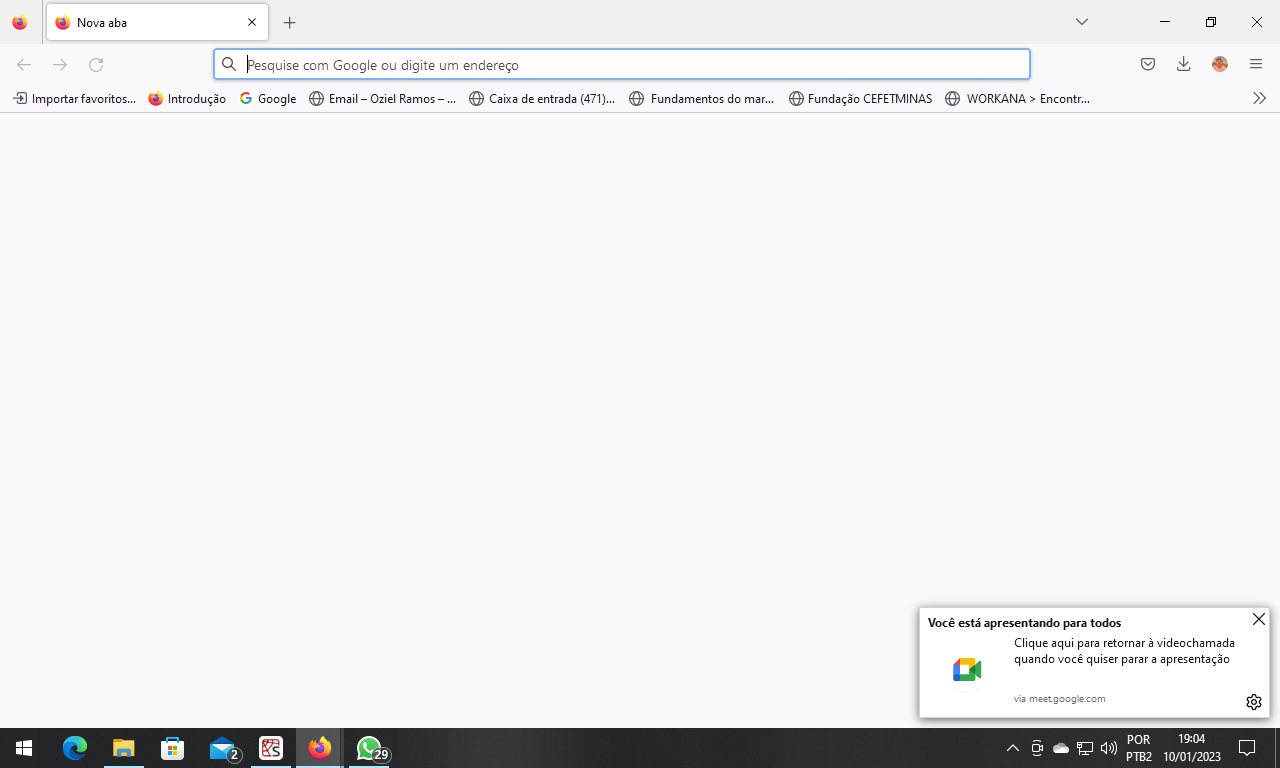 Nova aba
Pesquise com Google ou digite um endereço
Importar favoritos... Introdução Google Email – Oziel Ramos – ... Caixa de entrada (471)... Fundamentos do mar... Fundação CEFETMINAS WORKANA > Encontr...
Você está apresentando para todos
Clique aqui para retornar à videochamada
quando você quiser parar a apresentação
via meet.google.com
2
29
POR
PTB2
19:04
10/01/2023